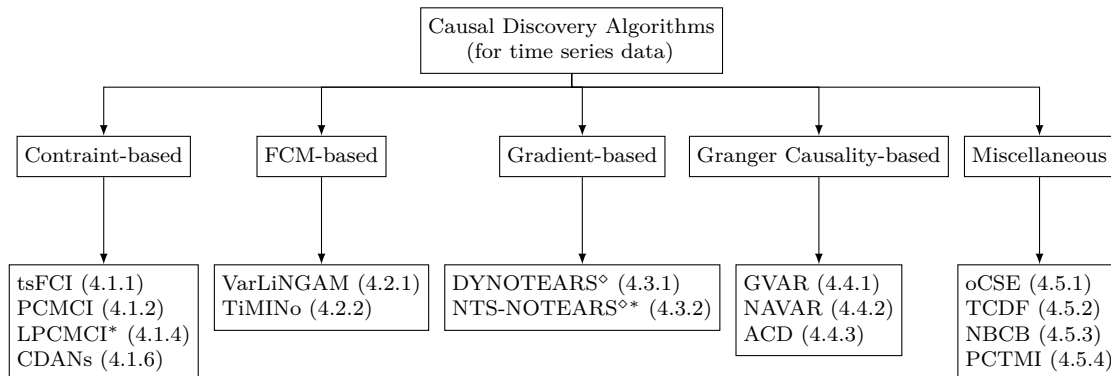 Causal Discovery Algorithms
(for time series data)
Contraint-based
FCM-based
Gradient-based
Granger Causality-based
Miscellaneous
tsFCI (4.1.1)
PCMCI (4.1.2)
LPCMCI* (4.1.4)
CDANs (4.1.6)
VarLiNGAM (4.2.1)
TiMINo (4.2.2)
DYNOTEARS⋄ (4.3.1)
NTS-NOTEARS⋄* (4.3.2)
GVAR (4.4.1)
NAVAR (4.4.2)
ACD (4.4.3)
oCSE (4.5.1)
TCDF (4.5.2)
NBCB (4.5.3)
PCTMI (4.5.4)